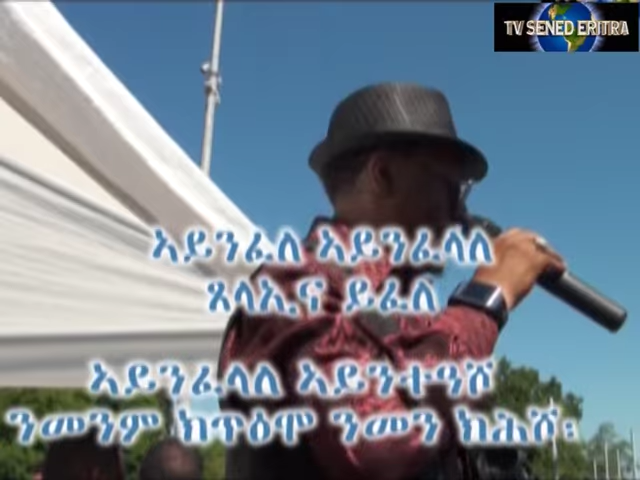 TV SENED ERITRA
ኣይንፈለ ኣይንፈላለ
ጸላኢና ይፈለ
ኣይንፈላለ ኣይንተዓሾ
ንመንም ክጥዕሞ ንመን ክሕሾ፡